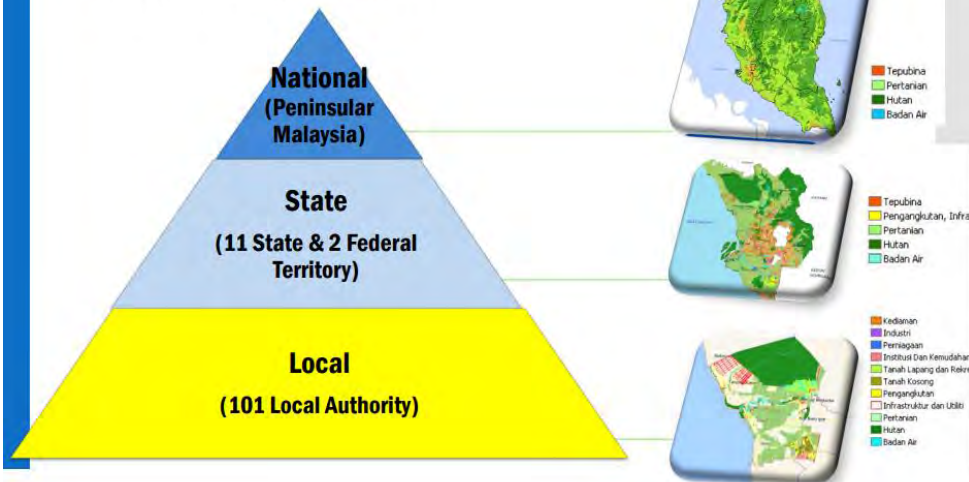 National
(Peninsular
Malaysia)
Tepubina
Pertanian
Hutan
Badan Air
State
(11 State & 2 Federal
Territory)
Tepubina
Pengangkutan, Infra
Pertanian
Hutan
Badan Air
Local
(101 Local Authority)
Kediaman
Industri
Perniagaan
Institusi Dan Kemudahan
Tanah Lapang dan Rekre
Tanah Kosong
Pengangkutan
Infrastruktur dan Utiliti
Pertanian
Hutan
Badan Air